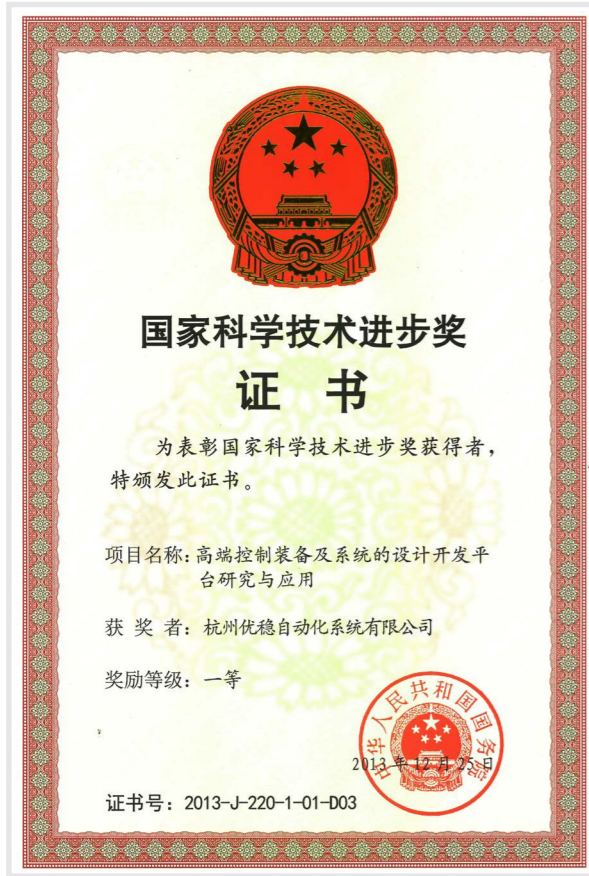 国家科学技术进步奖
证 书
为表彰国家科学技术进步奖获得者，
特颁发此证书。
项目名称：高端控制装备及系统的设计开发平
台研究与应用
获 奖 者：杭州优稳自动化系统有限公司
奖励等级：一等
中华人民共和国国务院
2013年12月25日
证书号：2013-J-220-1-01-D03